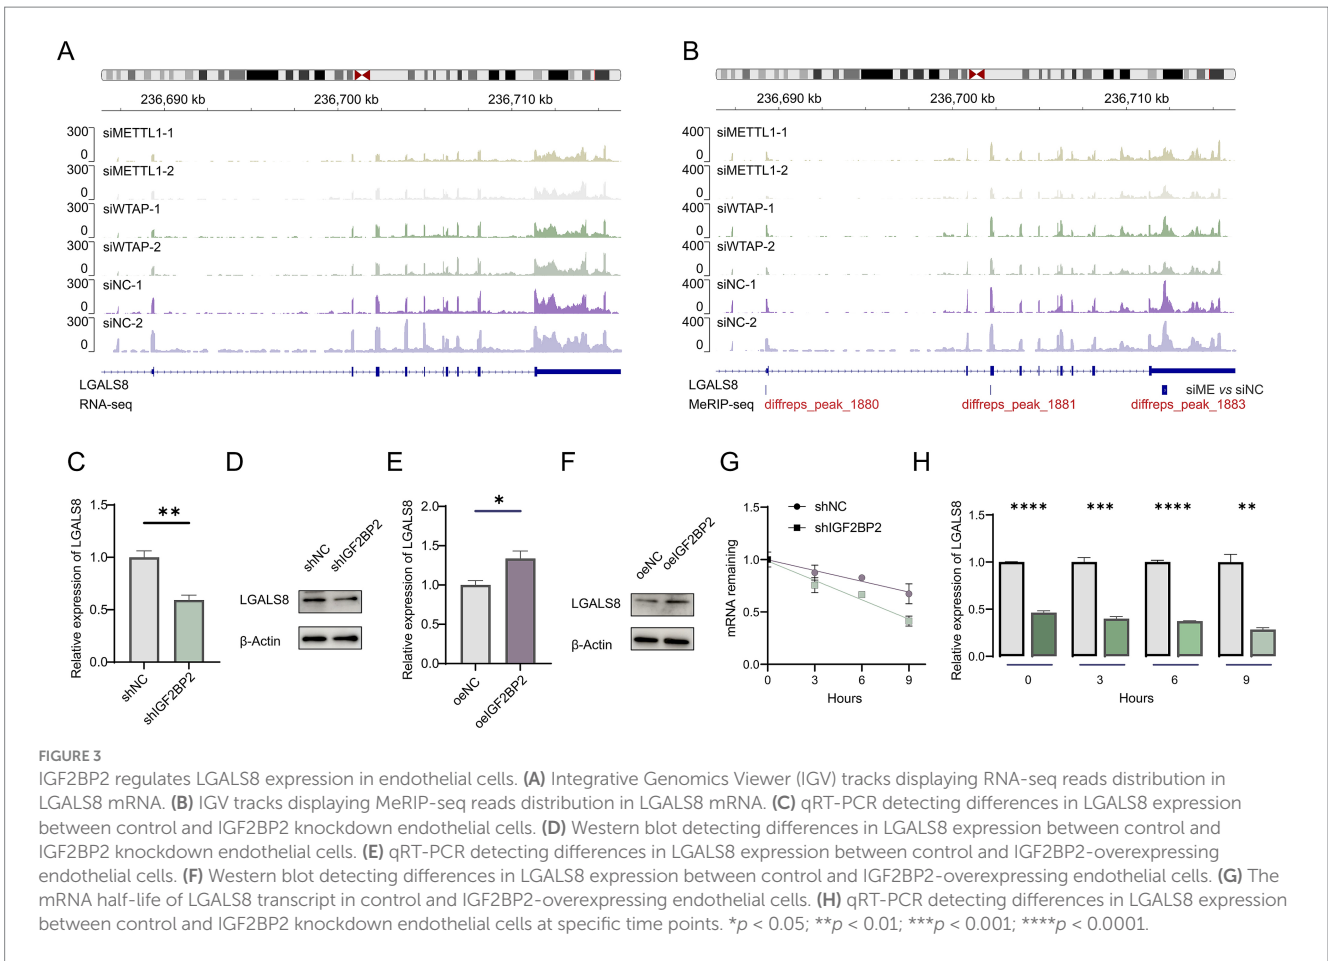 A
236,690 kb 236,700 kb 236,710 kb
300
0
siMETTL1-1
300
0
siMETTL1-2
300
0
siWTAP-1
300
0
siWTAP-2
300
0
siNC-1
300
0
siNC-2
LGALS8
RNA-seq
B
236,690 kb 236,700 kb 236,710 kb
400
0
siMETTL1-1
400
0
siMETTL1-2
400
0
siWTAP-1
400
0
siWTAP-2
400
0
siNC-1
400
0
siNC-2
LGALS8 siME vs siNC
MeRIP-seq diffreps_peak_1880 diffreps_peak_1881 diffreps_peak_1883
C
Relative expression of LGALS8
1.5
1.0
0.5
0.0
**
shNC
shIGF2BP2
D
shNC
shIGF2BP2
LGALS8
β-Actin
E
Relative expression of LGALS8
2.0
1.5
1.0
0.5
0.0
*
oeNC
oeIGF2BP2
F
oeNC
oeIGF2BP2
LGALS8
β-Actin
G
mRNA remaining
1.5
1.0
0.5
0.0
shNC
shIGF2BP2
0 3 6 9
Hours
H
Relative expression of LGALS8
1.5
1.0
0.5
0.0
**** *** **** **
0 3 6 9
Hours
FIGURE 3
IGF2BP2 regulates LGALS8 expression in endothelial cells. (A) Integrative Genomics Viewer (IGV) tracks displaying RNA-seq reads distribution in
LGALS8 mRNA. (B) IGV tracks displaying MeRIP-seq reads distribution in LGALS8 mRNA. (C) qRT-PCR detecting differences in LGALS8 expression
between control and IGF2BP2 knockdown endothelial cells. (D) Western blot detecting differences in LGALS8 expression between control and
IGF2BP2 knockdown endothelial cells. (E) qRT-PCR detecting differences in LGALS8 expression between control and IGF2BP2-overexpressing
endothelial cells. (F) Western blot detecting differences in LGALS8 expression between control and IGF2BP2-overexpressing endothelial cells. (G) The
mRNA half-life of LGALS8 transcript in control and IGF2BP2-overexpressing endothelial cells. (H) qRT-PCR detecting differences in LGALS8 expression
between control and IGF2BP2 knockdown endothelial cells at specific time points. *p < 0.05; **p < 0.01; ***p < 0.001; ****p < 0.0001.